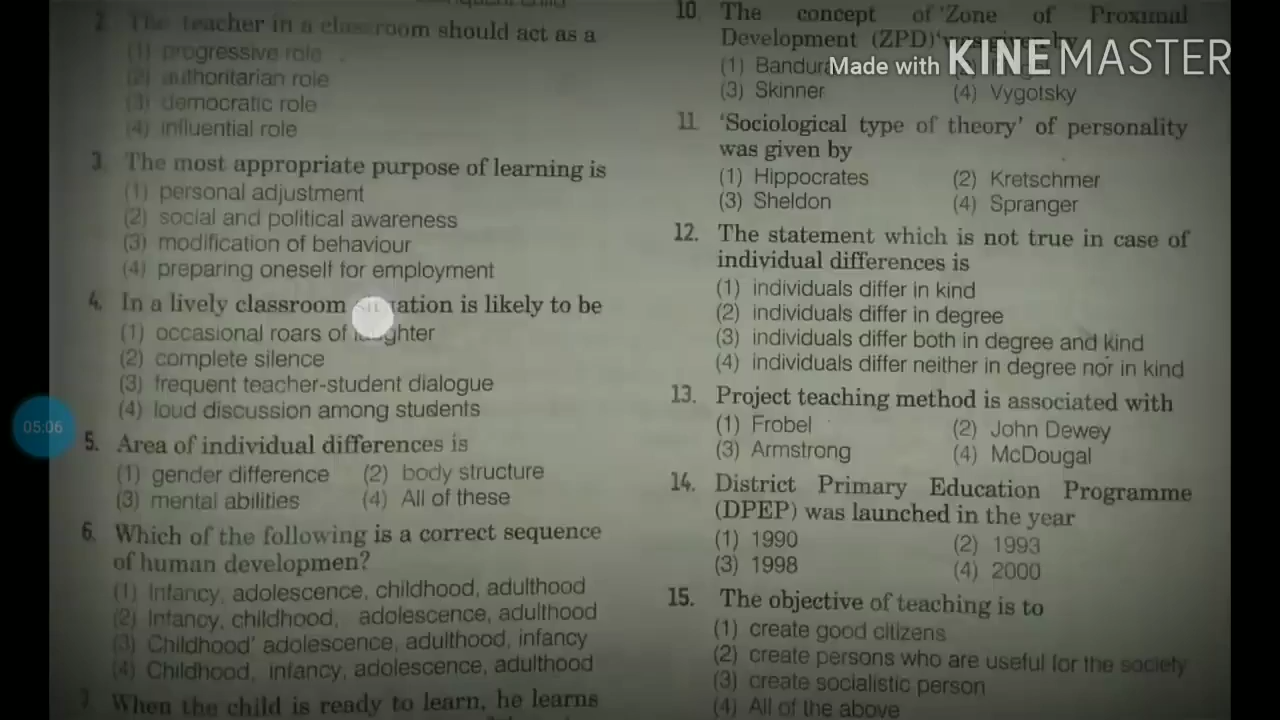 2. The teacher in a classroom should act as a
(1) progressive role
(2) authoritarian role
(3) democratic role
(4) influential role
3. The most appropriate purpose of learning is
(1) personal adjustment
(2) social and political awareness
(3) modification of behaviour
(4) preparing oneself for employment
4. In a lively classroom situation is likely to be
(1) occasional roars of laughter
(2) complete silence
(3) frequent teacher-student dialogue
(4) loud discussion among students
05:06
5. Area of individual differences is
(1) gender difference (2) body structure
(3) mental abilities (4) All of these
6. Which of the following is a correct sequence
of human developmen?
(1) Infancy, adolescence, childhood, adulthood
(2) Infancy, childhood, adolescence, adulthood
(3) Childhood' adolescence, adulthood, infancy
(4) Childhood, infancy, adolescence, adulthood
7. When the child is ready to learn, he learns
10. The concept of 'Zone of Proximal
Development (ZPD)' was given by
(1) Bandura (2)
Made with KINEMASTER
(3) Skinner (4) Vygotsky
11. 'Sociological type of theory' of personality
was given by
(1) Hippocrates (2) Kretschmer
(3) Sheldon (4) Spranger
12. The statement which is not true in case of
individual differences is
(1) individuals differ in kind
(2) individuals differ in degree
(3) individuals differ both in degree and kind
(4) individuals differ neither in degree nor in kind
13. Project teaching method is associated with
(1) Frobel (2) John Dewey
(3) Armstrong (4) McDougal
14. District Primary Education Programme
(DPEP) was launched in the year
(1) 1990 (2) 1993
(3) 1998 (4) 2000
15. The objective of teaching is to
(1) create good citizens
(2) create persons who are useful for the society
(3) create socialistic person
(4) All of the above